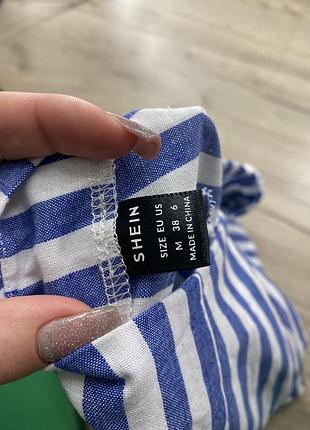 SHEIN
SIZE EU US
M 38 6
MADE IN CHINA